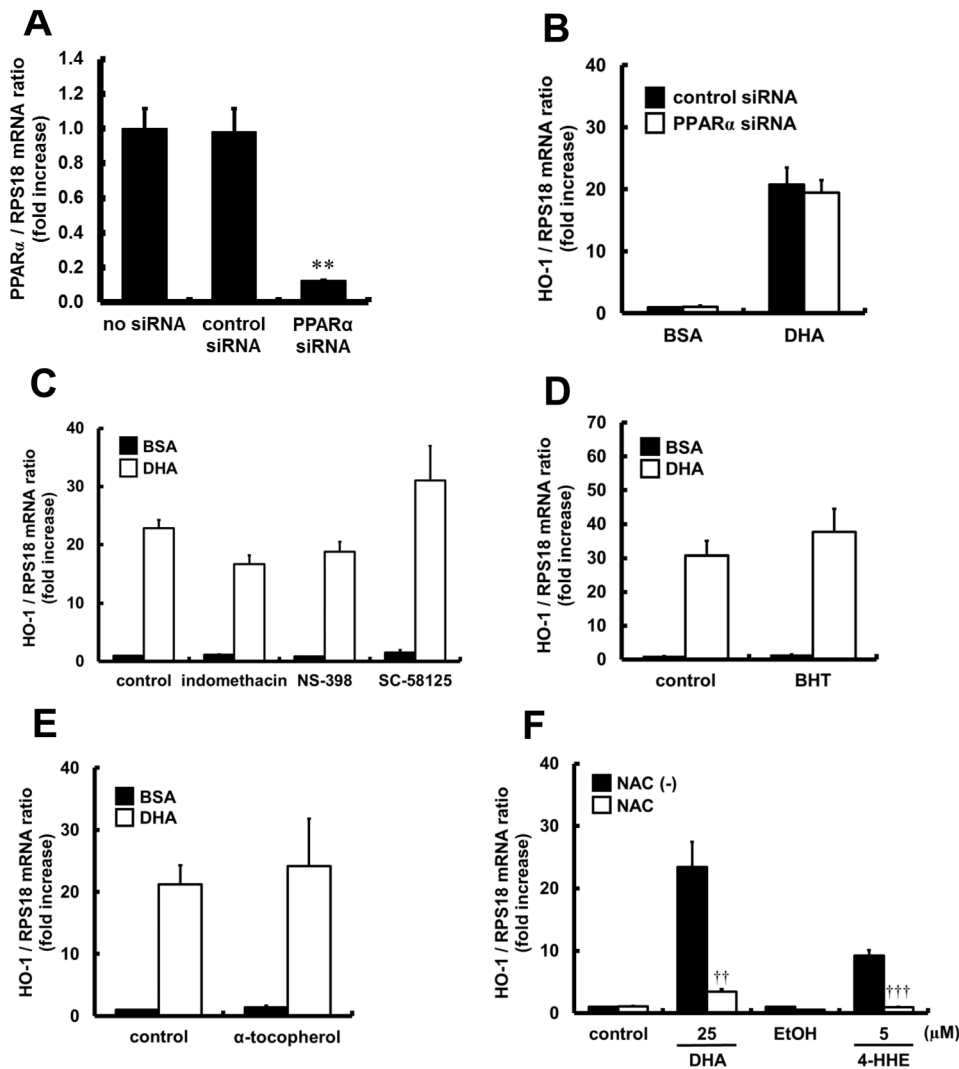 A
PPARα / RPS18 mRNA ratio
(fold increase)
1.4
1.2
1.0
0.8
0.6
0.4
0.2
0.0
**
no siRNA
control
siRNA
PPARα
siRNA
B
HO-1 / RPS18 mRNA ratio
(fold increase)
40
30
20
10
0
control siRNA
PPARα siRNA
BSA
DHA
C
HO-1 / RPS18 mRNA ratio
(fold increase)
40
30
20
10
0
BSA
DHA
control
indomethacin
NS-398
SC-58125
D
HO-1 / RPS18 mRNA ratio
(fold increase)
70
60
50
40
30
20
10
0
BSA
DHA
control
BHT
E
HO-1 / RPS18 mRNA ratio
(fold increase)
40
30
20
10
0
BSA
DHA
control
α-tocopherol
F
HO-1 / RPS18 mRNA ratio
(fold increase)
40
30
20
10
0
NAC (-)
NAC
††
†††
control
25
EtOH
5
(μM)
DHA
4-HHE